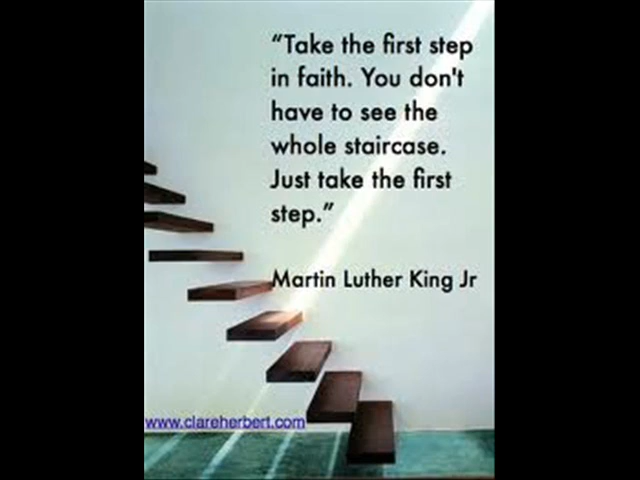 “Take the first step
in faith. You don't
have to see the
whole staircase.
Just take the first
step.”
Martin Luther King Jr
www.clareherbert.com